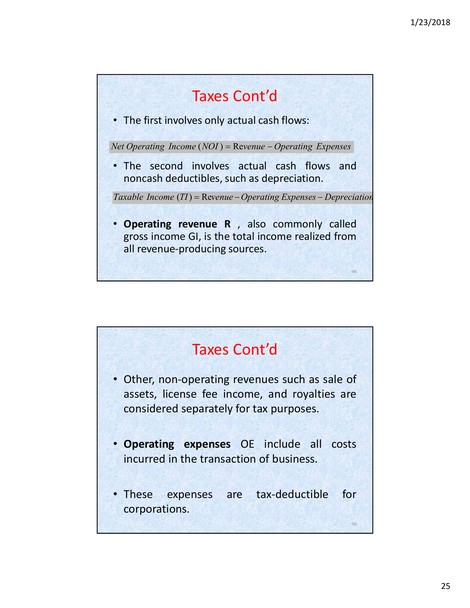 1/23/2018
Taxes Cont’d
• The first involves only actual cash flows:
Net Operating Income (NOI) = Revenue − Operating Expenses
• The second involves actual cash flows and
noncash deductibles, such as depreciation.
Taxable Income (TI) = Revenue − Operating Expenses − Depreciation
• Operating revenue R , also commonly called
gross income GI, is the total income realized from
all revenue-producing sources.
Taxes Cont’d
• Other, non-operating revenues such as sale of
assets, license fee income, and royalties are
considered separately for tax purposes.
• Operating expenses OE include all costs
incurred in the transaction of business.
• These expenses are tax-deductible for
corporations.
25